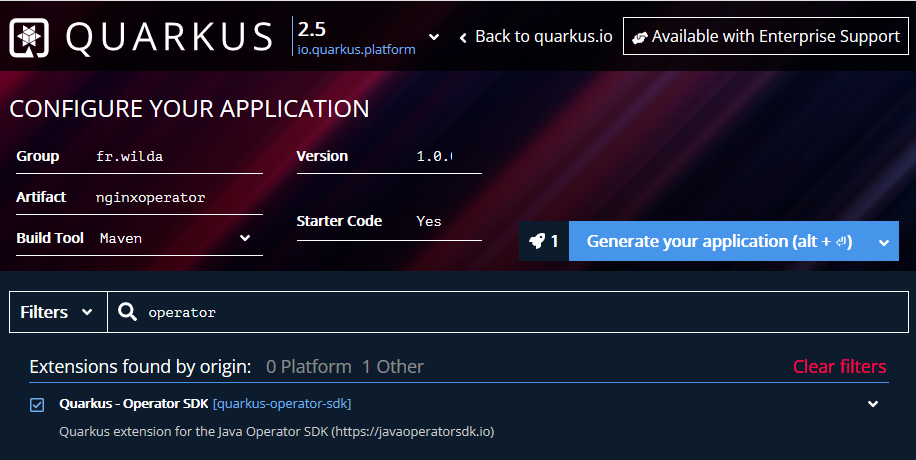 QUARKUS 2.5 io.quarkus.platform Back to quarkus.io Available with Enterprise Support
CONFIGURE YOUR APPLICATION
Group fr.wilda Version 1.0.
Artifact nginxoperator
Starter Code Yes
Build Tool Maven
1 Generate your application (alt + ⏎)
Filters operator
Extensions found by origin: 0 Platform 1 Other Clear filters
Quarkus - Operator SDK [quarkus-operator-sdk]
Quarkus extension for the Java Operator SDK (https://javaoperatorsdk.io)